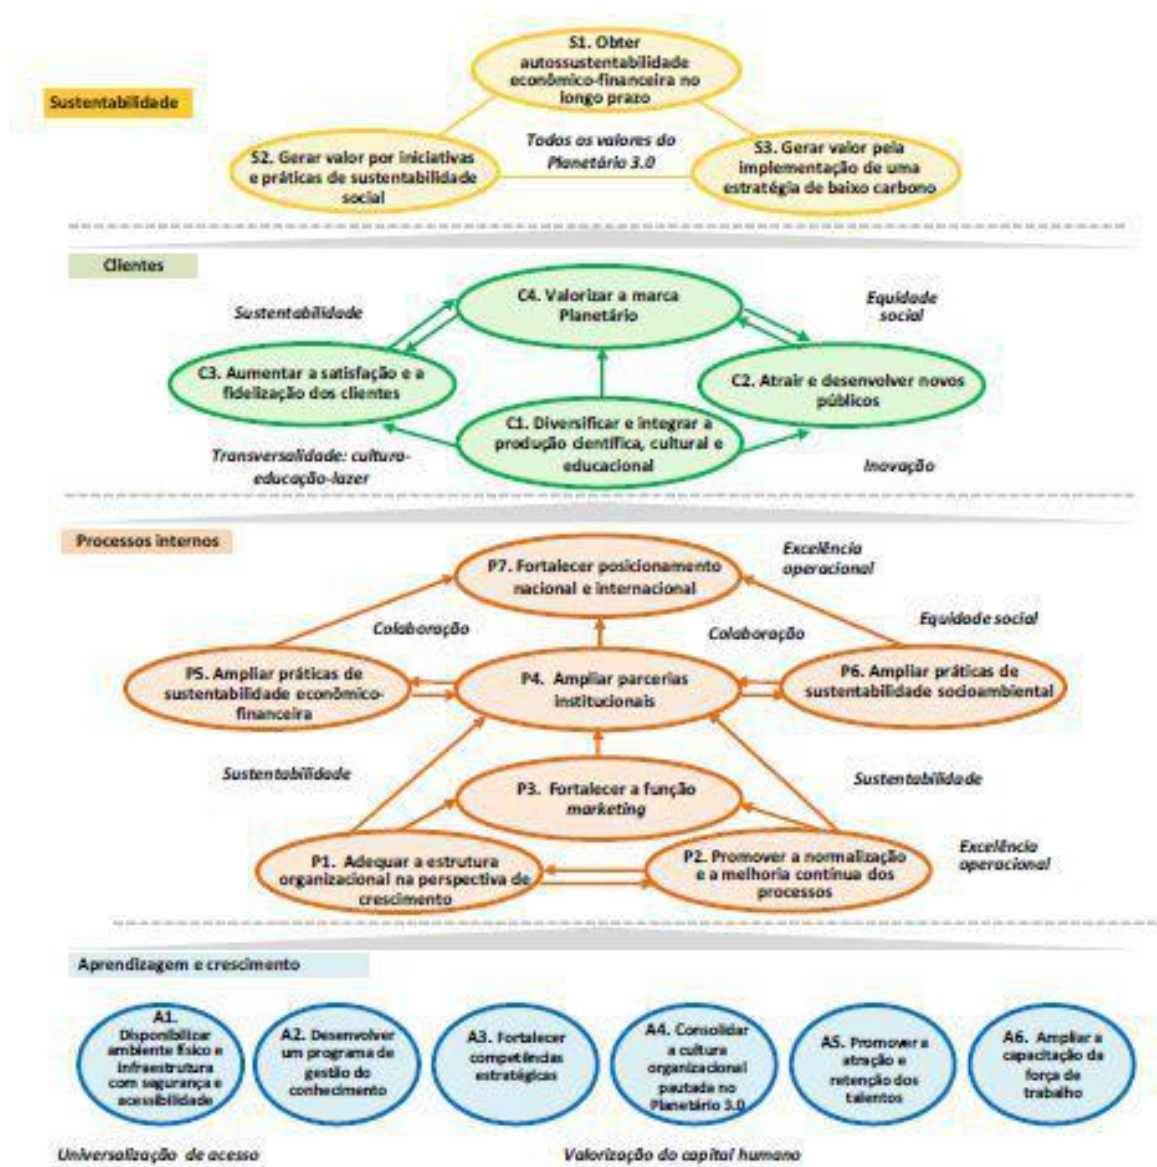 S1. Obter
autossustentabilidade
econômico-financeira no
longo prazo
Sustentabilidade
Todos os valores do
Planetário 3.0
S2. Gerar valor por iniciativas
e práticas de sustentabilidade
social
S3. Gerar valor pela
implementação de uma
estratégia de baixo carbono
Clientes
Sustentabilidade
C4. Valorizar a marca
Planetário
Equidade
social
C3. Aumentar a satisfação e a
fidelização dos clientes
C2. Atrair e desenvolver novos
públicos
C1. Diversificar e integrar a
produção científica, cultural e
educacional
Transversalidade: cultura-
educação-lazer
Inovação
Processos internos
Excelência
operacional
P7. Fortalecer posicionamento
nacional e internacional
Colaboração
Colaboração
Equidade social
P5. Ampliar práticas de
sustentabilidade econômico-
financeira
P4. Ampliar parcerias
institucionais
P6. Ampliar práticas de
sustentabilidade socioambiental
Sustentabilidade
Sustentabilidade
P3. Fortalecer a função
marketing
P1. Adequar a estrutura
organizacional na perspectiva de
crescimento
P2. Promover a normalização
e a melhoria contínua dos
processos
Excelência
operacional
Aprendizagem e crescimento
A1.
Disponibilizar
ambiente físico e
infraestrutura
com segurança e
acessibilidade
A2. Desenvolver
um programa de
gestão do
conhecimento
A3. Fortalecer
competências
estratégicas
A4. Consolidar
a cultura
organizacional
pautada no
Planetário 3.0
A5. Promover a
atração e
retenção dos
talentos
A6. Ampliar a
capacitação da
força de
trabalho
Universalização de acesso
Valorização do capital humano